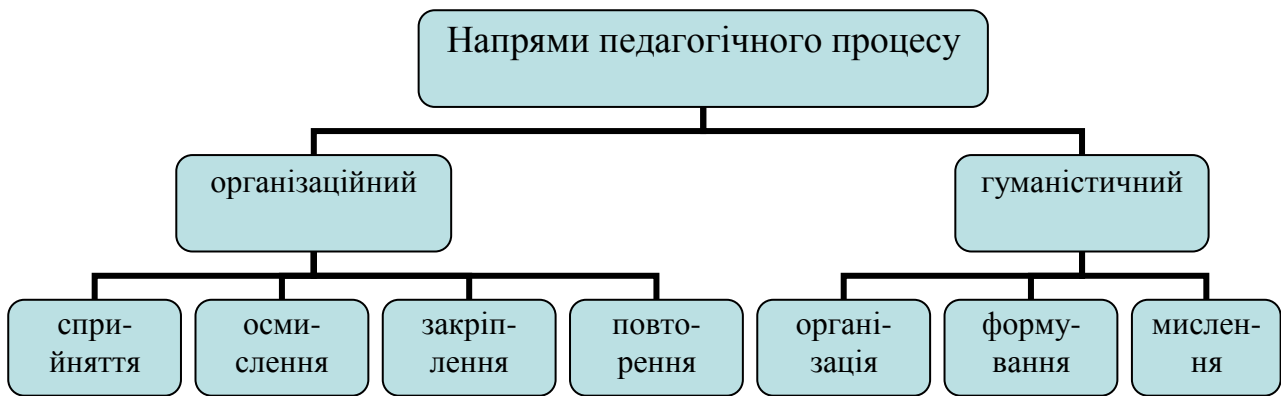 Напрями педагогічного процесу
організаційний
гуманістичний
спри-
йняття
осми-
слення
закріп-
лення
повто-
рення
органі-
зація
форму-
вання
мислен-
ня